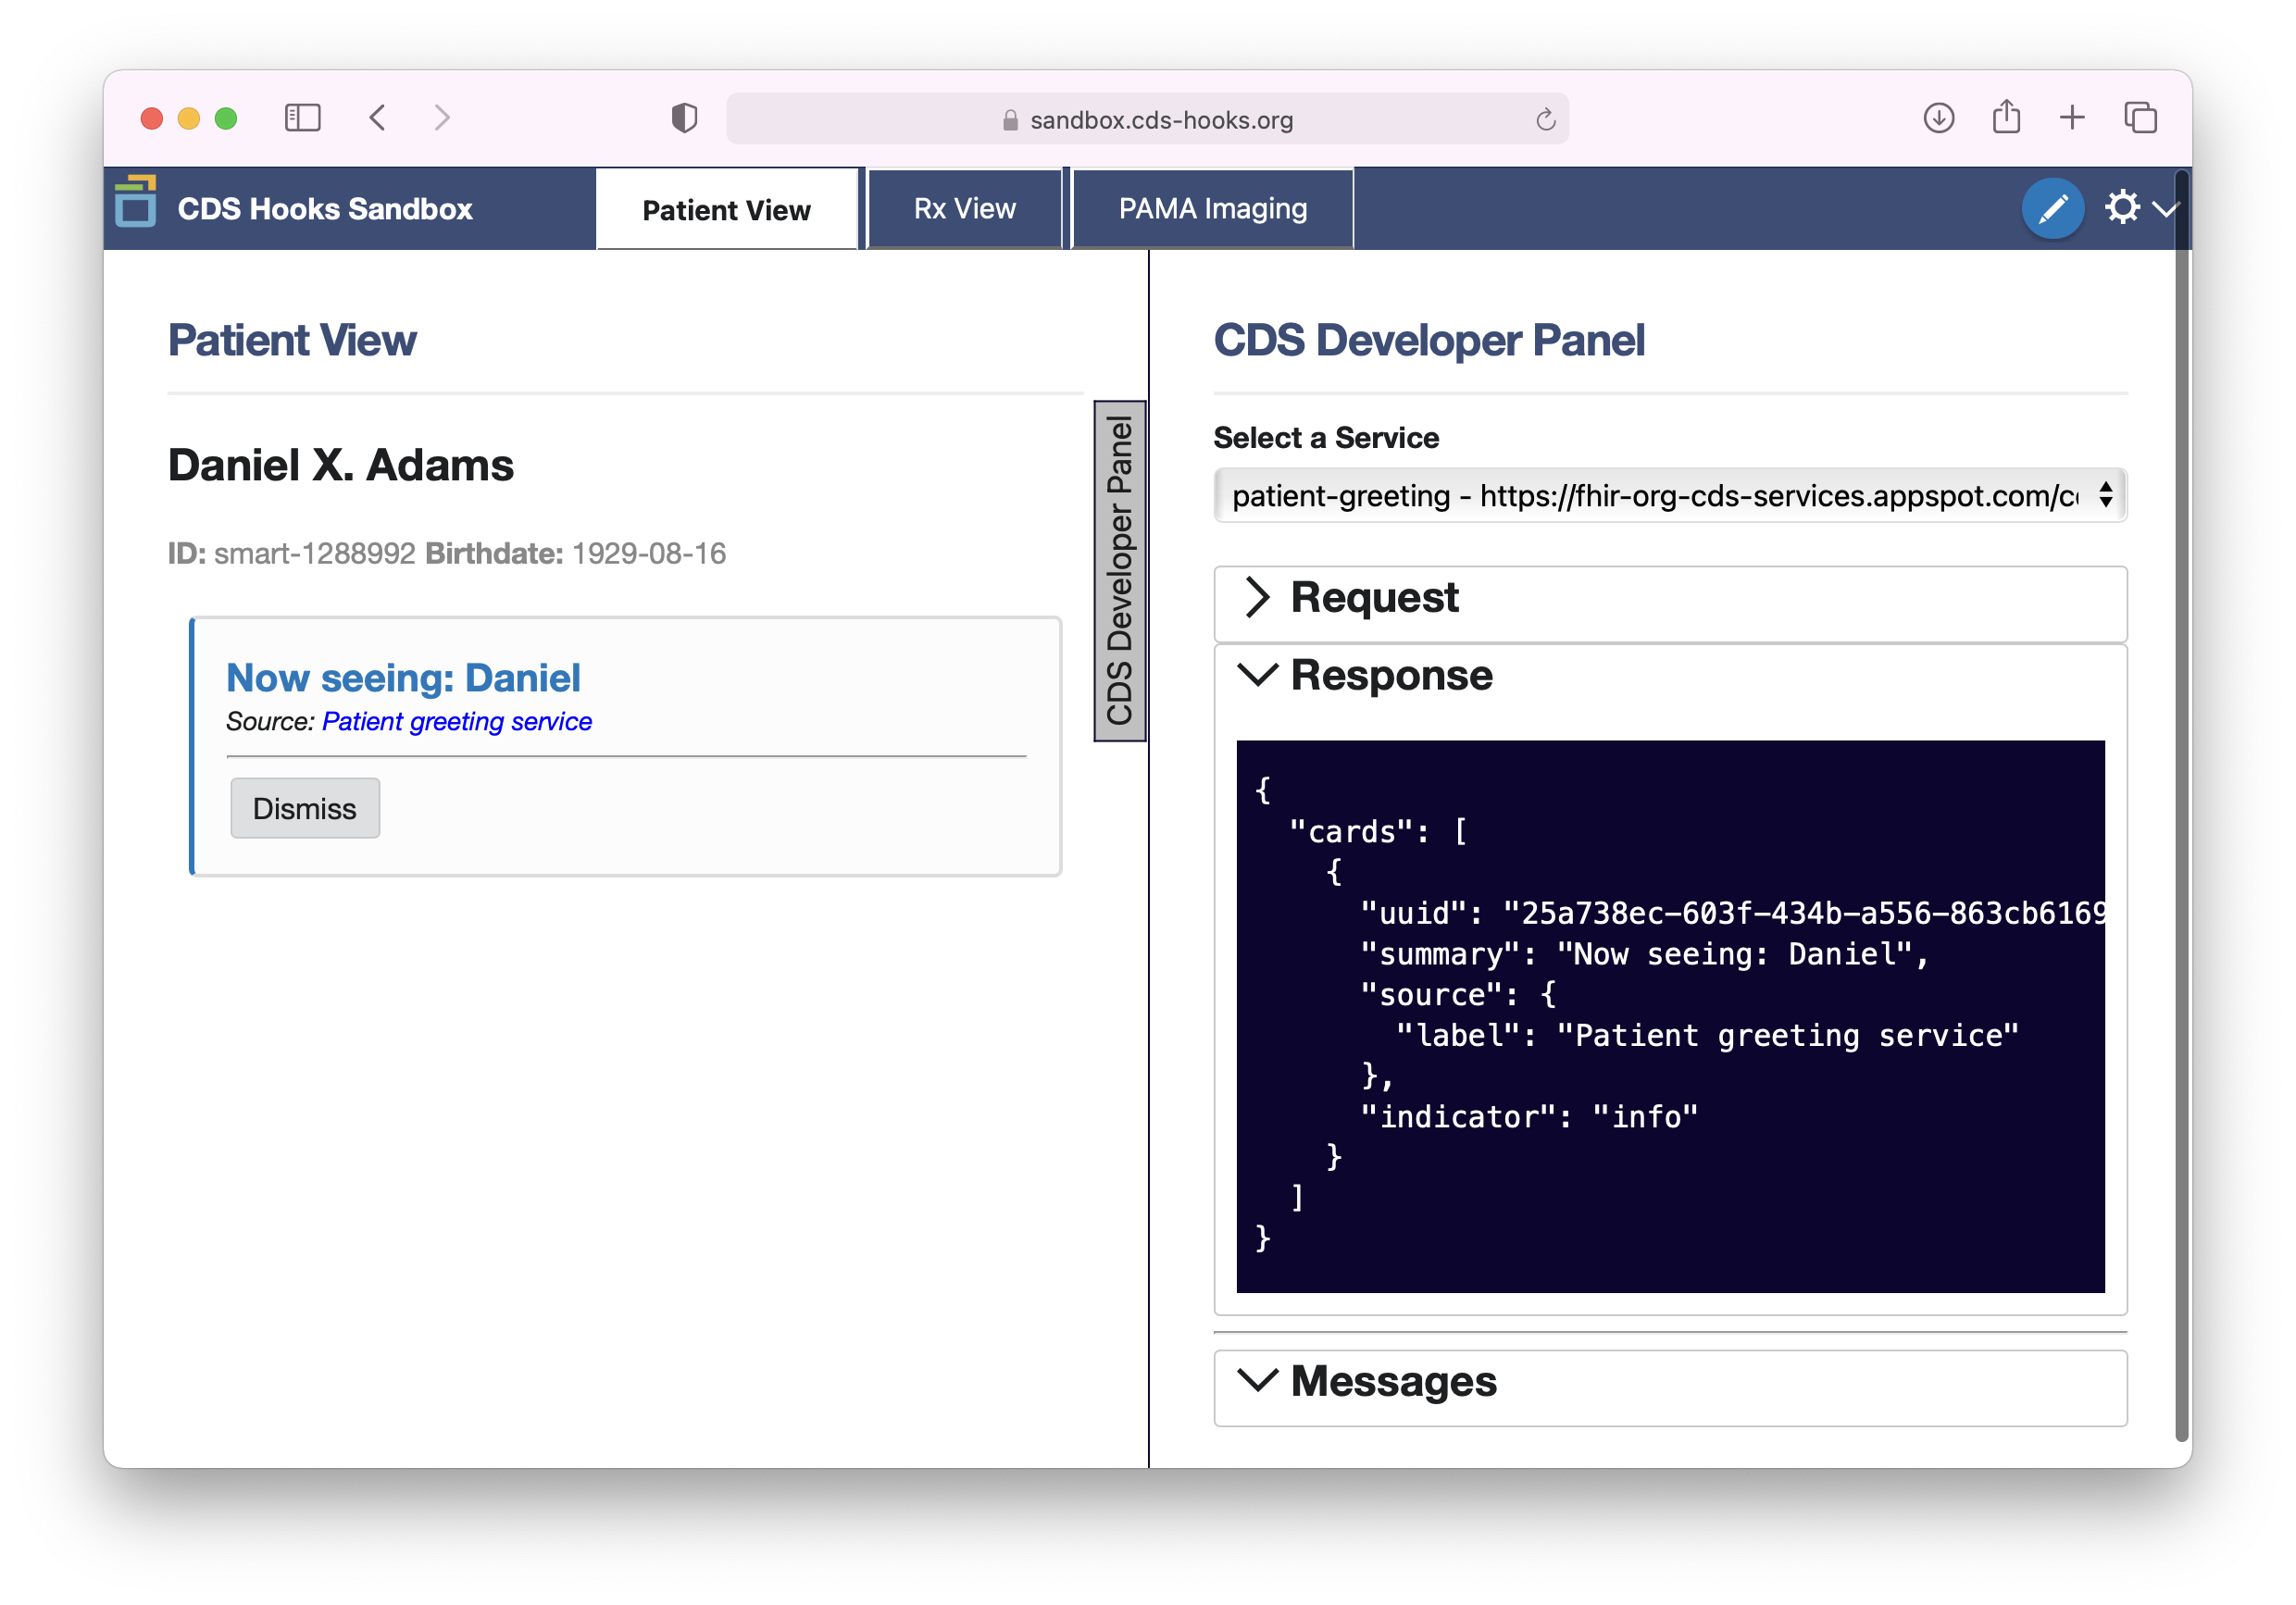 sandbox.cds-hooks.org
CDS Hooks Sandbox
Patient View
Rx View
PAMA Imaging
Patient View
Daniel X. Adams
ID: smart-1288992 Birthdate: 1929-08-16
Now seeing: Daniel
Source: Patient greeting service
Dismiss
CDS Developer Panel
CDS Developer Panel
Select a Service
patient-greeting - https://fhir-org-cds-services.appspot.com/c
Request
Response
{
"cards": [
{
"uuid": "25a738ec-603f-434b-a556-863cb6169
"summary": "Now seeing: Daniel",
"source": {
"label": "Patient greeting service"
},
"indicator": "info"
}
]
}
Messages